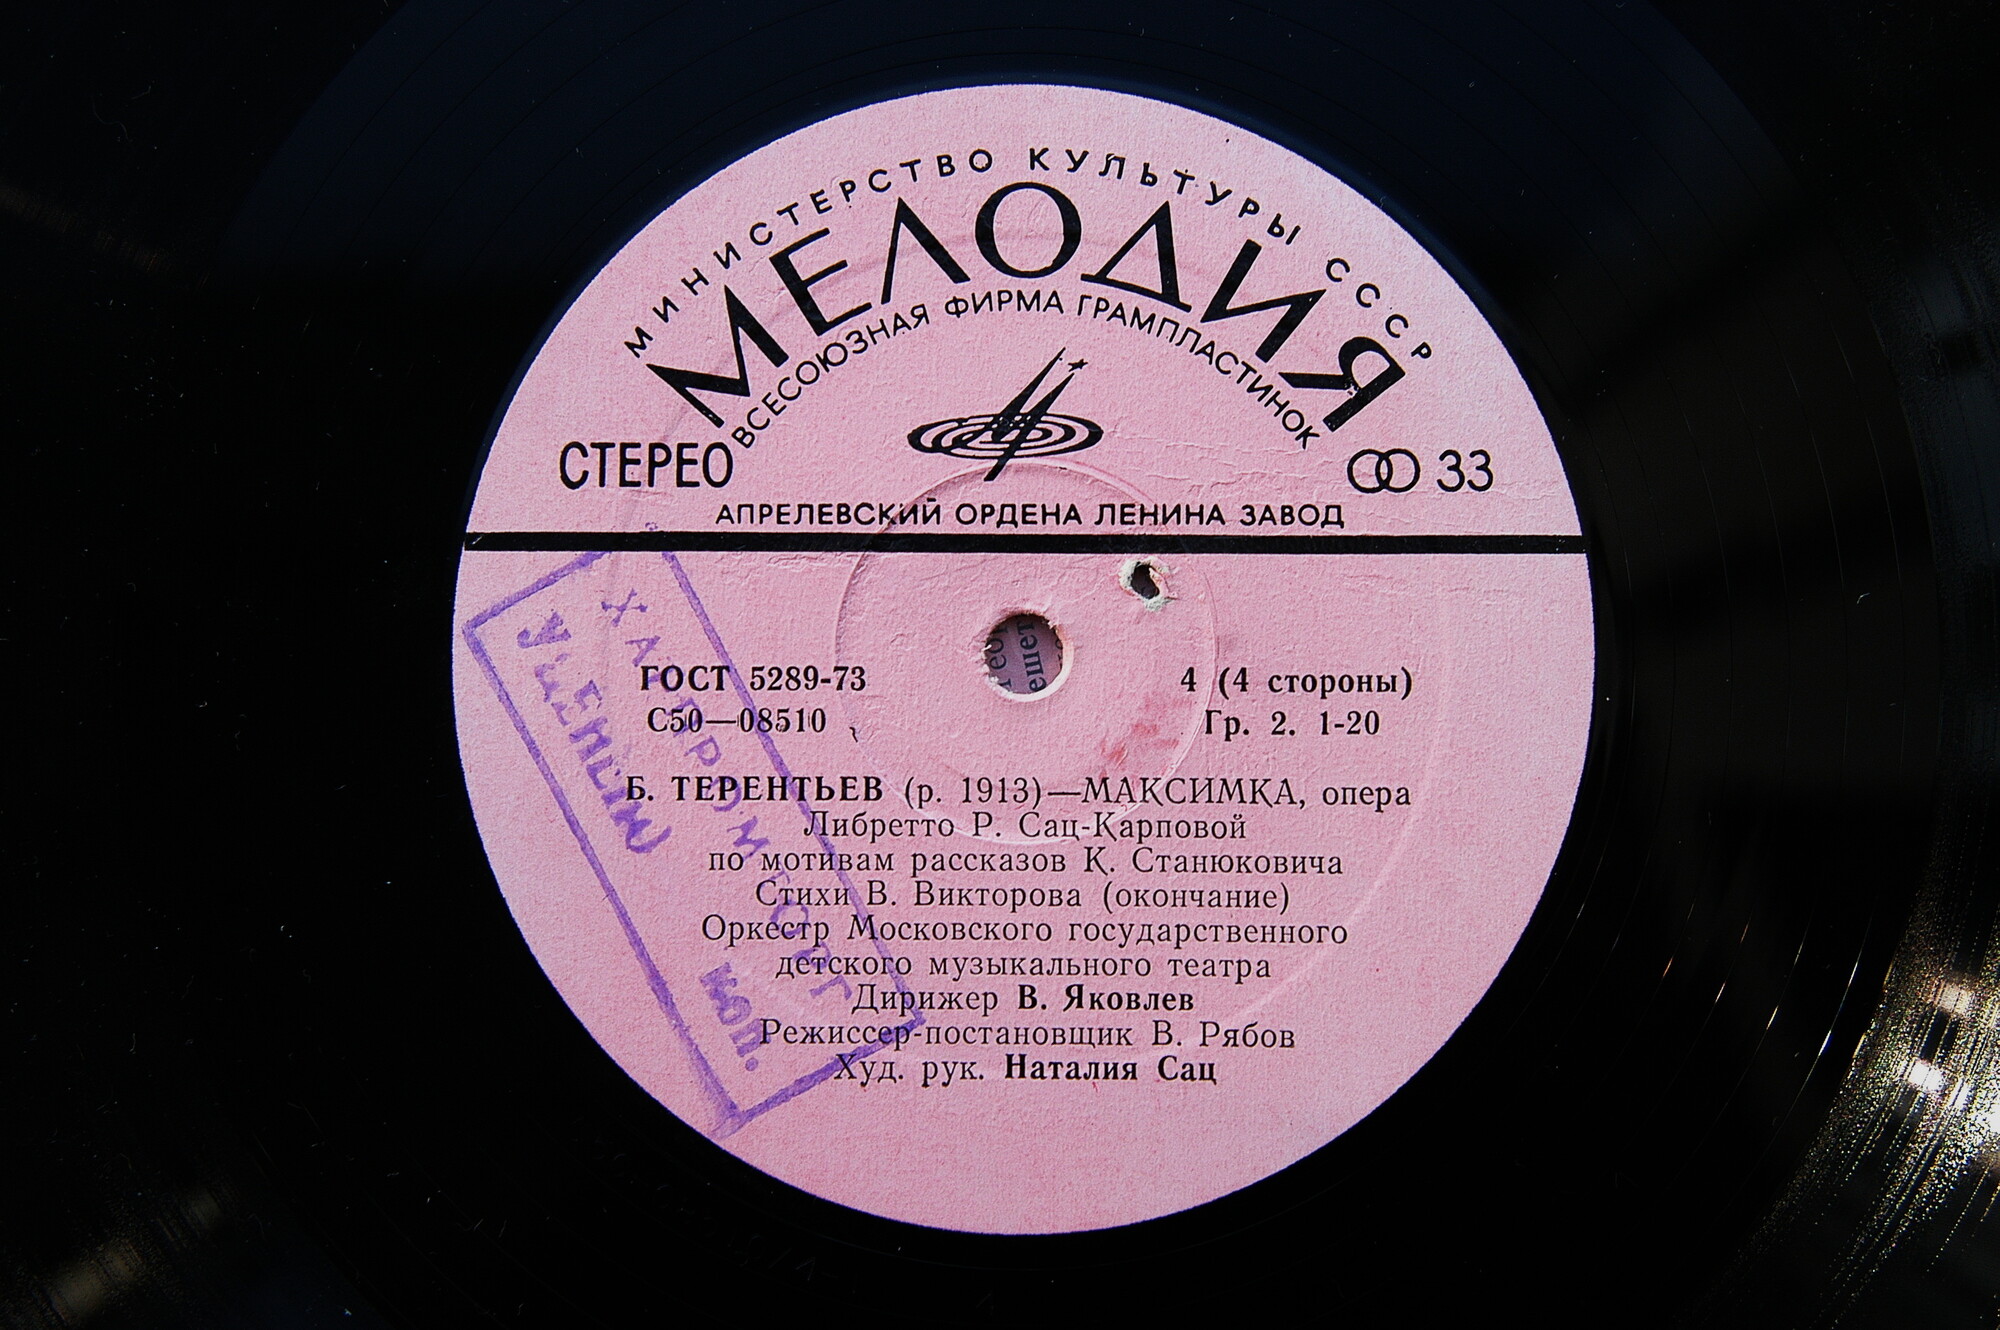 МИНИСТЕРСТВО КУЛЬТУРЫ СССР
МЕЛОДИЯ
ВСЕСОЮЗНАЯ ФИРМА ГРАМПЛАСТИНОК
СТЕРЕО
33
АПРЕЛЕВСКИЙ ОРДЕНА ЛЕНИНА ЗАВОД
ГОСТ 5289-73
4 (4 стороны)
С50—08510
Гр. 2. 1-20
Б. ТЕРЕНТЬЕВ (р. 1913)—МАКСИМКА, опера
Либретто Р. Сац-Карповой
по мотивам рассказов К. Станюковича
Стихи В. Викторова (окончание)
Оркестр Московского государственного
детского музыкального театра
Дирижер В. Яковлев
Режиссер-постановщик В. Рябов
Худ. рук. Наталия Сац
коп.